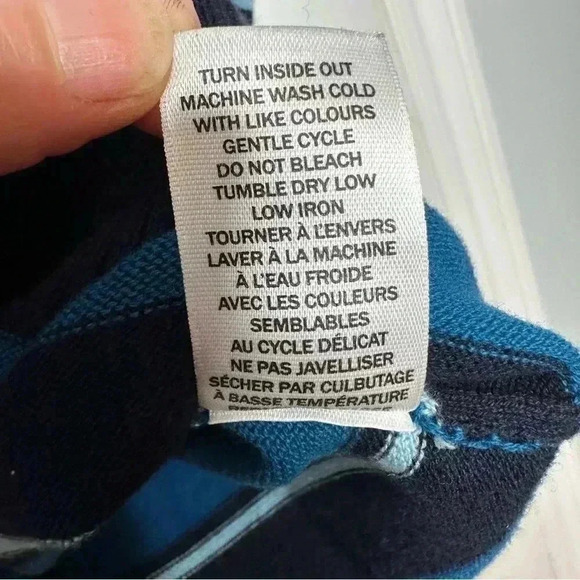 TURN INSIDE OUT
MACHINE WASH COLD
WITH LIKE COLOURS
GENTLE CYCLE
DO NOT BLEACH
TUMBLE DRY LOW
LOW IRON
TOURNER À L'ENVERS
LAVER À LA MACHINE
À L'EAU FROIDE
AVEC LES COULEURS
SEMBLABLES
AU CYCLE DÉLICAT
NE PAS JAVELLISER
SÉCHER PAR CULBUTAGE
À BASSE TEMPÉRATURE